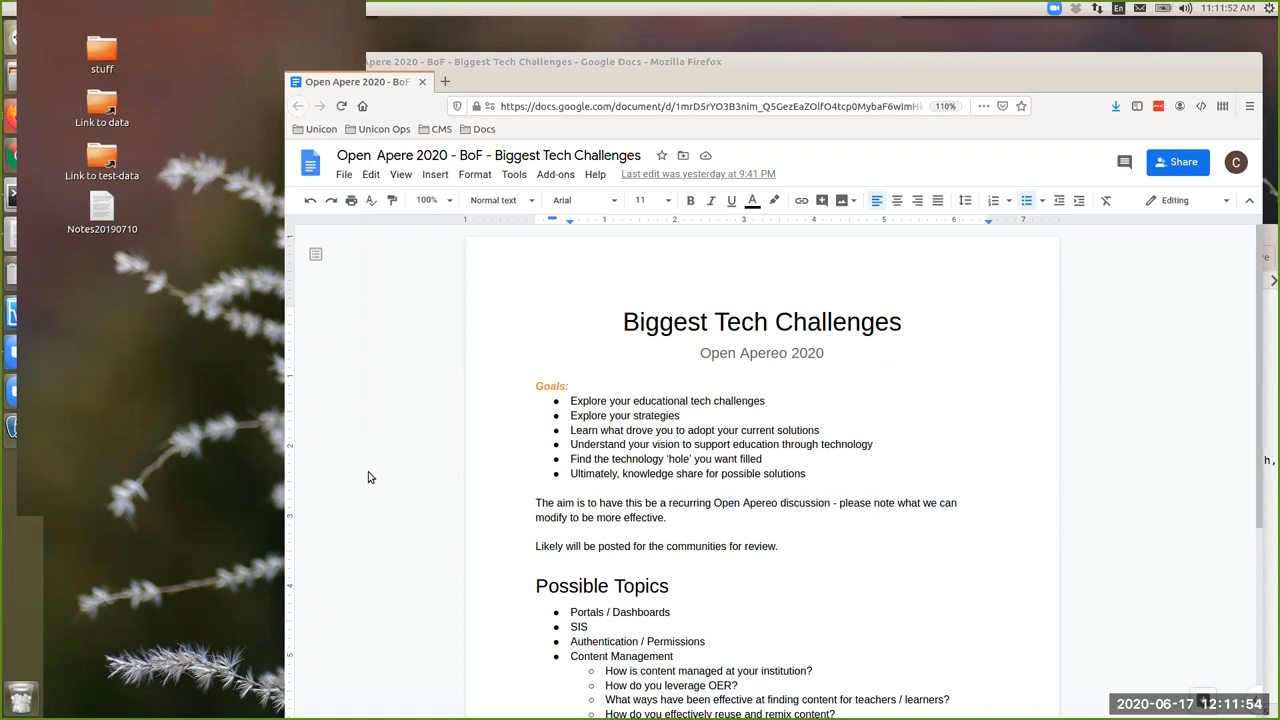 En
11:11:52 AM
stuff
Link to data
Link to test-data
Notes20190710
Apere 2020 - BoF - Biggest Tech Challenges - Google Docs - Mozilla Firefox
Open Apere 2020 - BoF
https://docs.google.com/document/d/1mrD5rYO3B3nim_Q5GezEaZOlfO4tcp0MybaF6wImH
110%
Unicon
Unicon Ops
CMS
Docs
Open Apere 2020 - BoF - Biggest Tech Challenges
File Edit View Insert Format Tools Add-ons Help Last edit was yesterday at 9:41 PM
Share
C
100% Normal text Arial 11 B I U A Editing
1 1 2 3 4 5 6 7
Biggest Tech Challenges
Open Apereo 2020
Goals:
● Explore your educational tech challenges
● Explore your strategies
● Learn what drove you to adopt your current solutions
● Understand your vision to support education through technology
● Find the technology ‘hole’ you want filled
● Ultimately, knowledge share for possible solutions
The aim is to have this be a recurring Open Apereo discussion - please note what we can
modify to be more effective.
Likely will be posted for the communities for review.
Possible Topics
● Portals / Dashboards
● SIS
● Authentication / Permissions
● Content Management
○ How is content managed at your institution?
○ How do you leverage OER?
○ What ways have been effective at finding content for teachers / learners?
○ How do you effectively reuse and remix content?
h,
2020-06-17 12:11:54